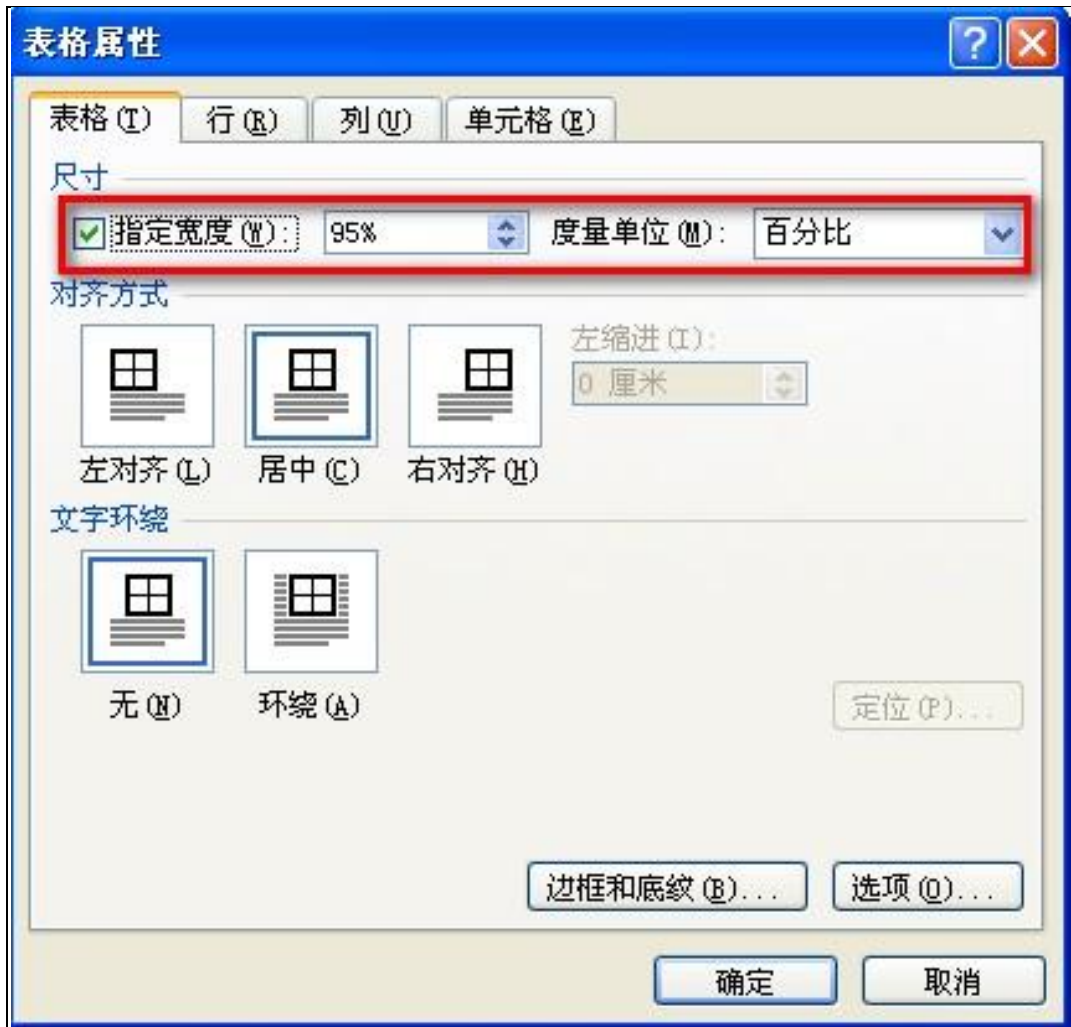 表格属性
表格(T) 行(R) 列(U) 单元格(E)
尺寸
指定宽度(W): 95% 度量单位(M): 百分比
对齐方式
左缩进(I):
0 厘米
左对齐(L) 居中(C) 右对齐(H)
文字环绕
无(N) 环绕(A)
定位(P)...
边框和底纹(B)... 选项(O)...
确定 取消